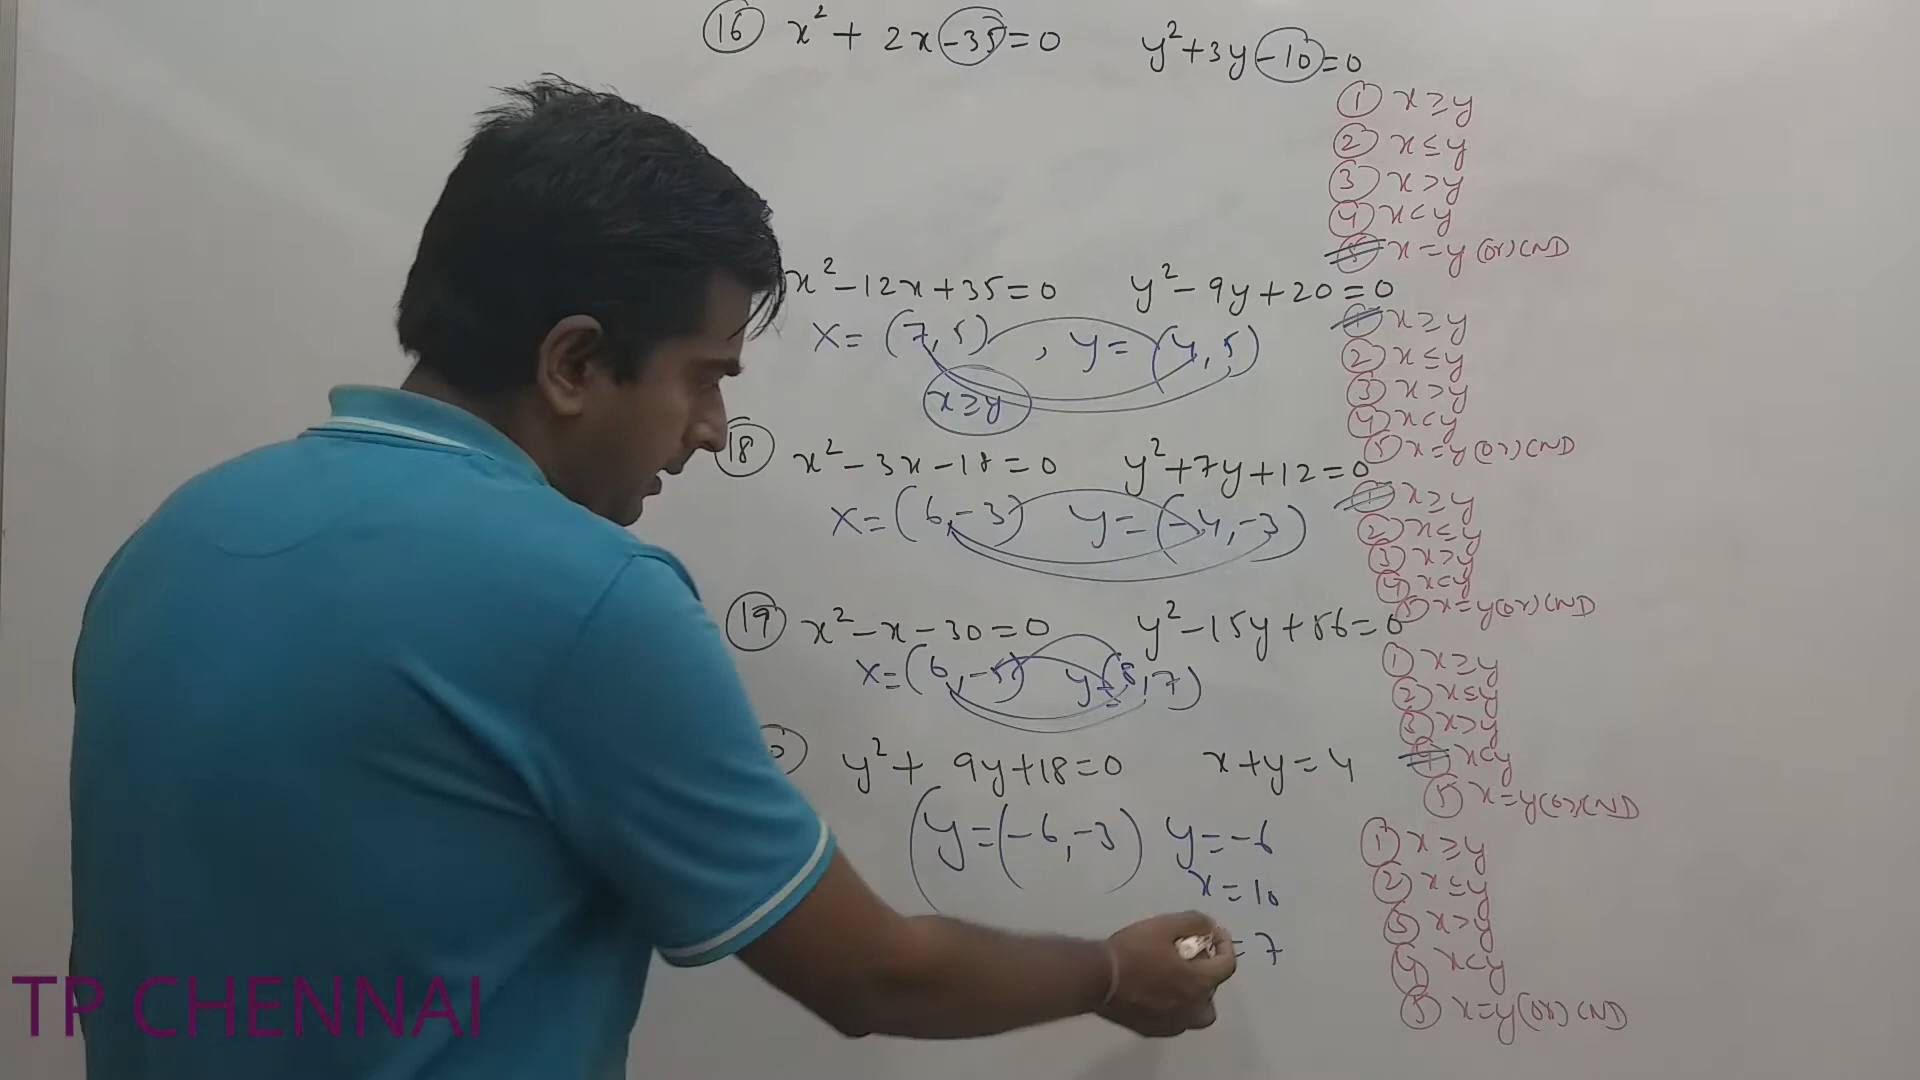 16 x² + 2x - 35 = 0 y² + 3y - 10 = 0
1 x ≥ y
2 x ≤ y
3 x > y
4 x < y
5 x = y (or) CND
x² - 12x + 35 = 0 y² - 9y + 20 = 0
x = (7, 5) , y = (4, 5)
x ≥ y
1 x ≥ y
2 x ≤ y
3 x > y
4 x < y
5 x = y (or) CND
18 x² - 3x - 18 = 0 y² + 7y + 12 = 0
x = (6, -3) y = (-4, -3)
1 x ≥ y
2 x ≤ y
3 x > y
4 x < y
5 x = y (or) CND
19 x² - x - 30 = 0 y² - 15y + 56 = 0
x = (6, -5) y = (8, 7)
1 x ≥ y
2 x ≤ y
3 x > y
4 x < y
5 x = y (or) CND
y² + 9y + 18 = 0 x + y = 4
y = (-6, -3) y = -6
x = 10
= 7
1 x ≥ y
2 x ≤ y
3 x > y
4 x < y
5 x = y (or) CND
TP CHENNAI